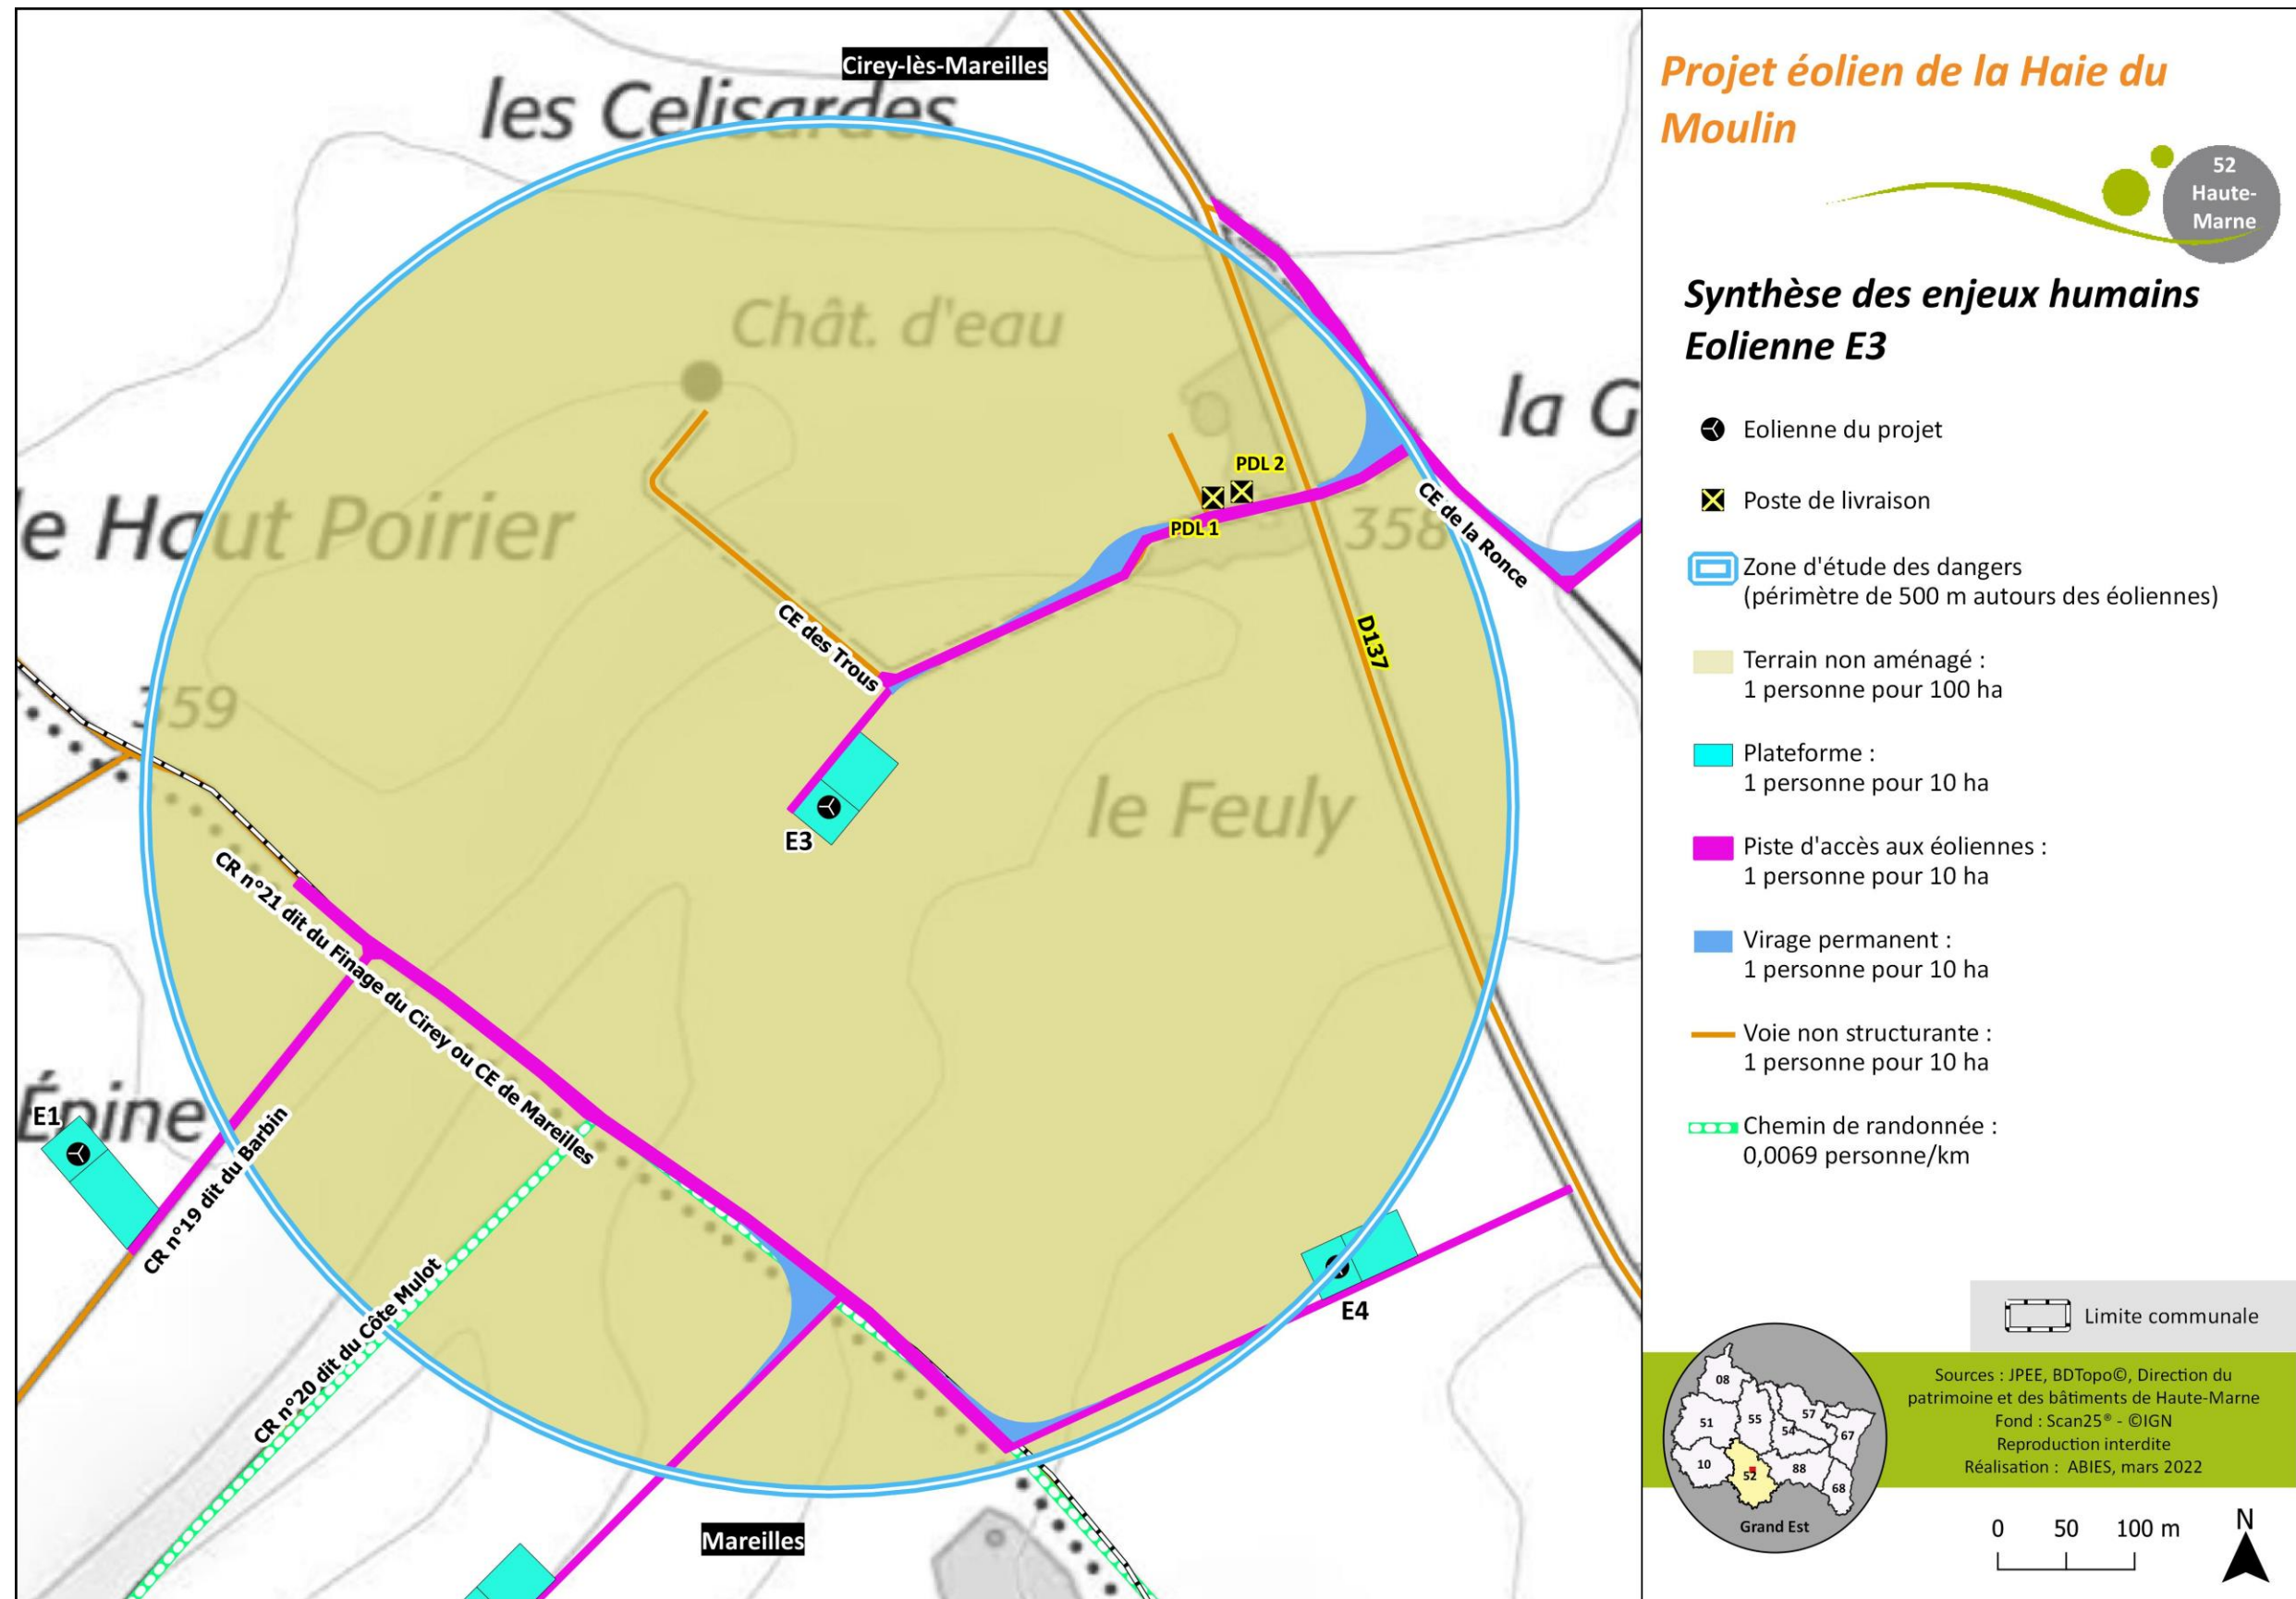 Cirey-lès-Mareilles
les Celisardes
Chât. d'eau
la G
e Haut Poirier
PDL 2
PDL 1
358
CE de la Ronce
CE des Trous
D137
359
le Feuly
E3
CR n°21 dit du Finage du Cirey ou CE de Mareilles
Épine
E1
CR n°19 dit du Barbin
CR n°20 dit du Côte Mulot
E4
Mareilles
Projet éolien de la Haie du
Moulin
52
Haute-
Marne
Synthèse des enjeux humains
Eolienne E3
Eolienne du projet
Poste de livraison
Zone d'étude des dangers
(périmètre de 500 m autours des éoliennes)
Terrain non aménagé :
1 personne pour 100 ha
Plateforme :
1 personne pour 10 ha
Piste d'accès aux éoliennes :
1 personne pour 10 ha
Virage permanent :
1 personne pour 10 ha
Voie non structurante :
1 personne pour 10 ha
Chemin de randonnée :
0,0069 personne/km
Limite communale
08
51
55
57
54
67
10
52
88
68
Grand Est
Sources : JPEE, BDTopo©, Direction du
patrimoine et des bâtiments de Haute-Marne
Fond : Scan25® - ©IGN
Reproduction interdite
Réalisation : ABIES, mars 2022
0 50 100 m
N